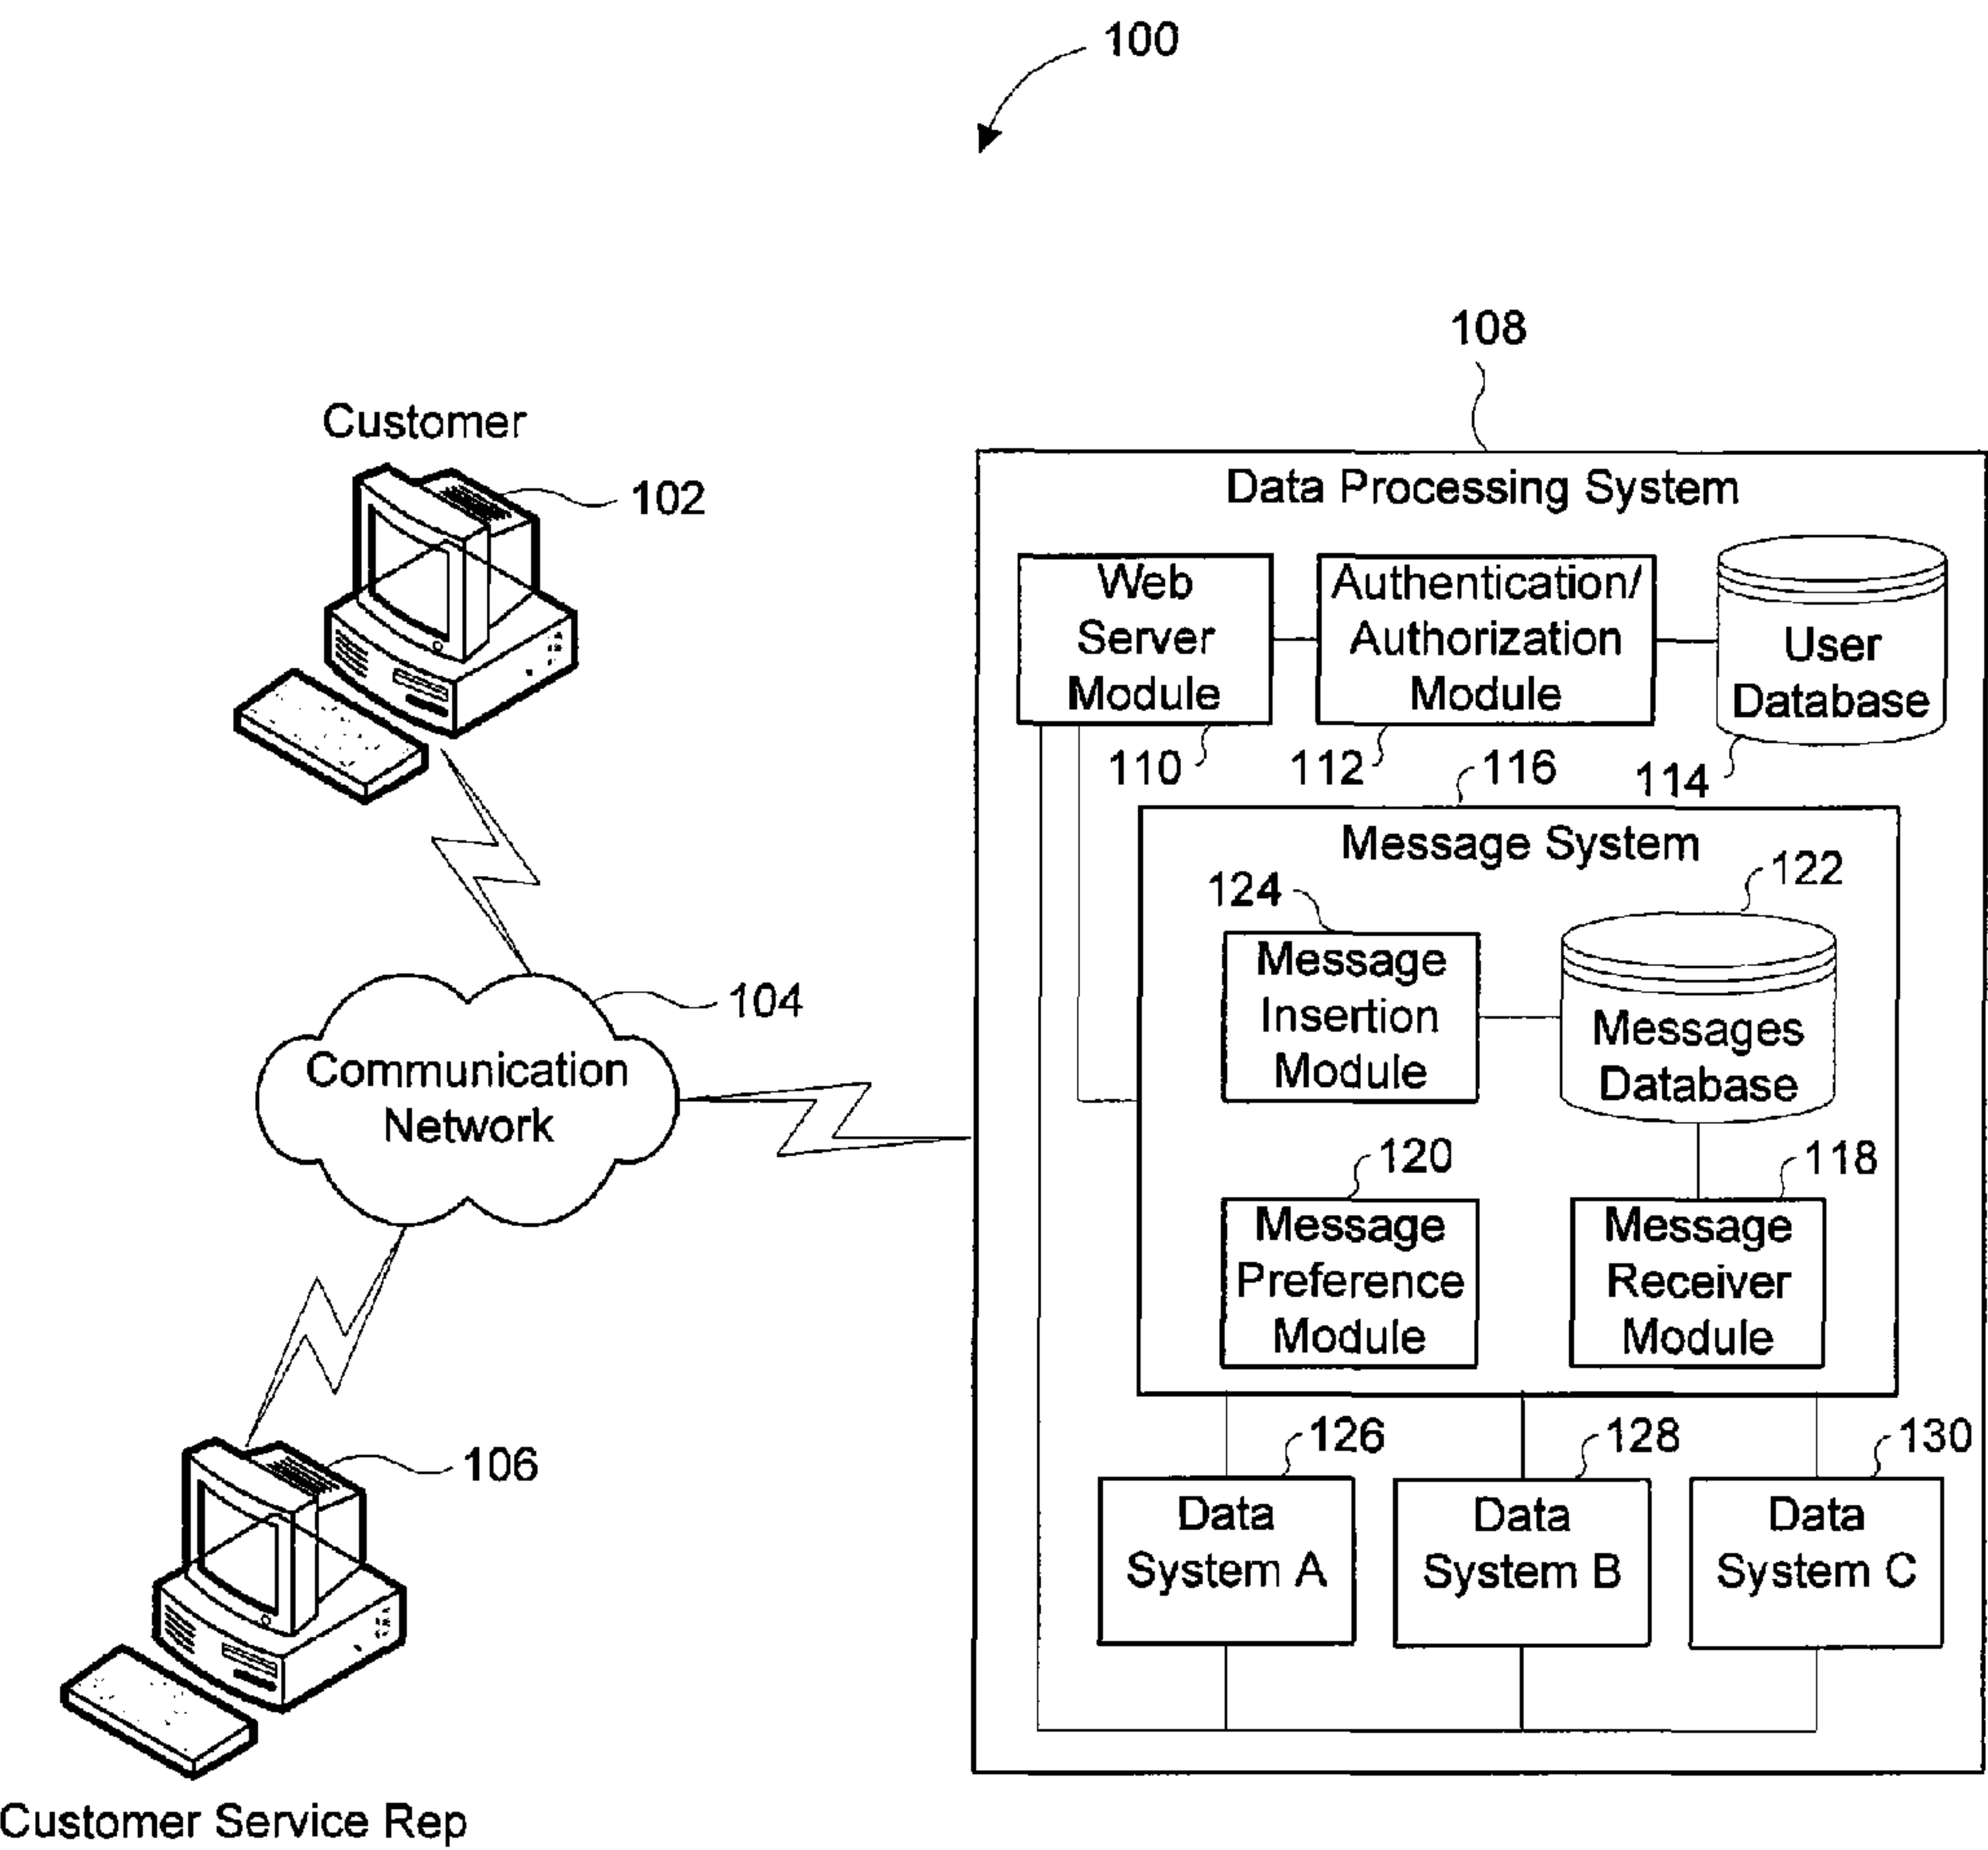 100
108
Customer
102
Data Processing System
Web
Server
Module
Authentication/
Authorization
Module
User
Database
110
112
116
114
Message System
124
122
Message
Insertion
Module
Messages
Database
104
Communication
Network
120
118
Message
Preference
Module
Message
Receiver
Module
126
128
130
106
Data
System A
Data
System B
Data
System C
Customer Service Rep